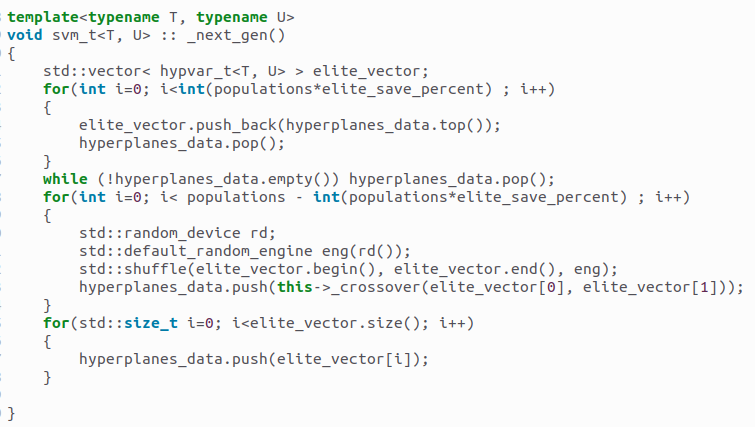 template<typename T, typename U>
void svm_t<T, U> :: _next_gen()
{
    std::vector< hypvar_t<T, U> > elite_vector;
    for(int i=0; i<int(populations*elite_save_percent) ; i++)
    {
        elite_vector.push_back(hyperplanes_data.top());
        hyperplanes_data.pop();
    }
    while (!hyperplanes_data.empty()) hyperplanes_data.pop();
    for(int i=0; i< populations - int(populations*elite_save_percent) ; i++)
    {
        std::random_device rd;
        std::default_random_engine eng(rd());
        std::shuffle(elite_vector.begin(), elite_vector.end(), eng);
        hyperplanes_data.push(this->_crossover(elite_vector[0], elite_vector[1]));
    }
    for(std::size_t i=0; i<elite_vector.size(); i++)
    {
        hyperplanes_data.push(elite_vector[i]);
    }
}